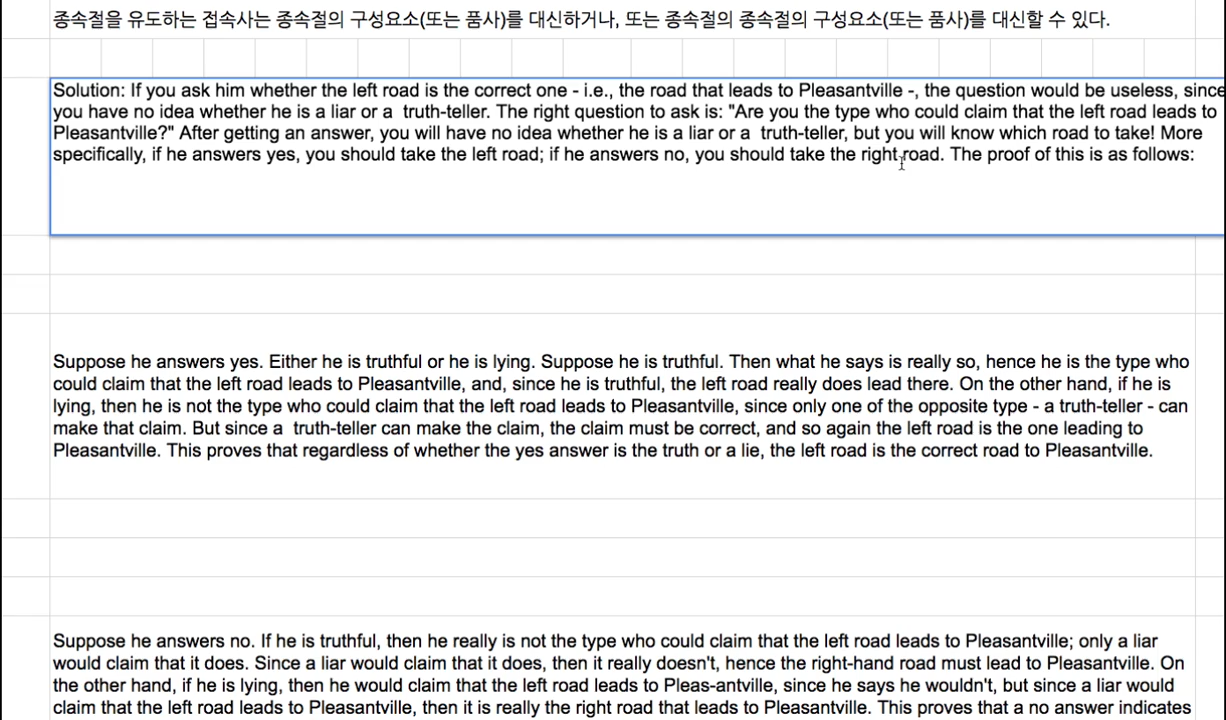 종속절을 유도하는 접속사는 종속절의 구성요소(또는 품사)를 대신하거나, 또는 종속절의 종속절의 구성요소(또는 품사)를 대신할 수 있다.
Solution: If you ask him whether the left road is the correct one - i.e., the road that leads to Pleasantville -, the question would be useless, since
you have no idea whether he is a liar or a  truth-teller. The right question to ask is: "Are you the type who could claim that the left road leads to
Pleasantville?" After getting an answer, you will have no idea whether he is a liar or a  truth-teller, but you will know which road to take! More
specifically, if he answers yes, you should take the left road; if he answers no, you should take the right road. The proof of this is as follows:
Suppose he answers yes. Either he is truthful or he is lying. Suppose he is truthful. Then what he says is really so, hence he is the type who
could claim that the left road leads to Pleasantville, and, since he is truthful, the left road really does lead there. On the other hand, if he is
lying, then he is not the type who could claim that the left road leads to Pleasantville, since only one of the opposite type - a truth-teller - can
make that claim. But since a  truth-teller can make the claim, the claim must be correct, and so again the left road is the one leading to
Pleasantville. This proves that regardless of whether the yes answer is the truth or a lie, the left road is the correct road to Pleasantville.
Suppose he answers no. If he is truthful, then he really is not the type who could claim that the left road leads to Pleasantville; only a liar
would claim that it does. Since a liar would claim that it does, then it really doesn't, hence the right-hand road must lead to Pleasantville. On
the other hand, if he is lying, then he would claim that the left road leads to Pleas-antville, since he says he wouldn't, but since a liar would
claim that the left road leads to Pleasantville, then it is really the right road that leads to Pleasantville. This proves that a no answer indicates